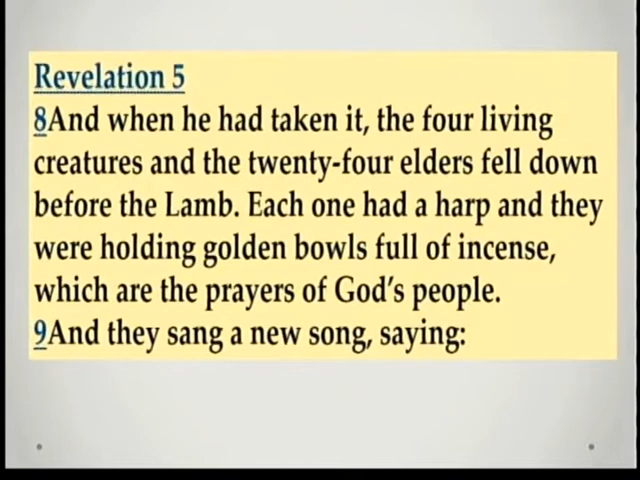 Revelation 5
8And when he had taken it, the four living
creatures and the twenty-four elders fell down
before the Lamb. Each one had a harp and they
were holding golden bowls full of incense,
which are the prayers of God's people.
9And they sang a new song, saying: